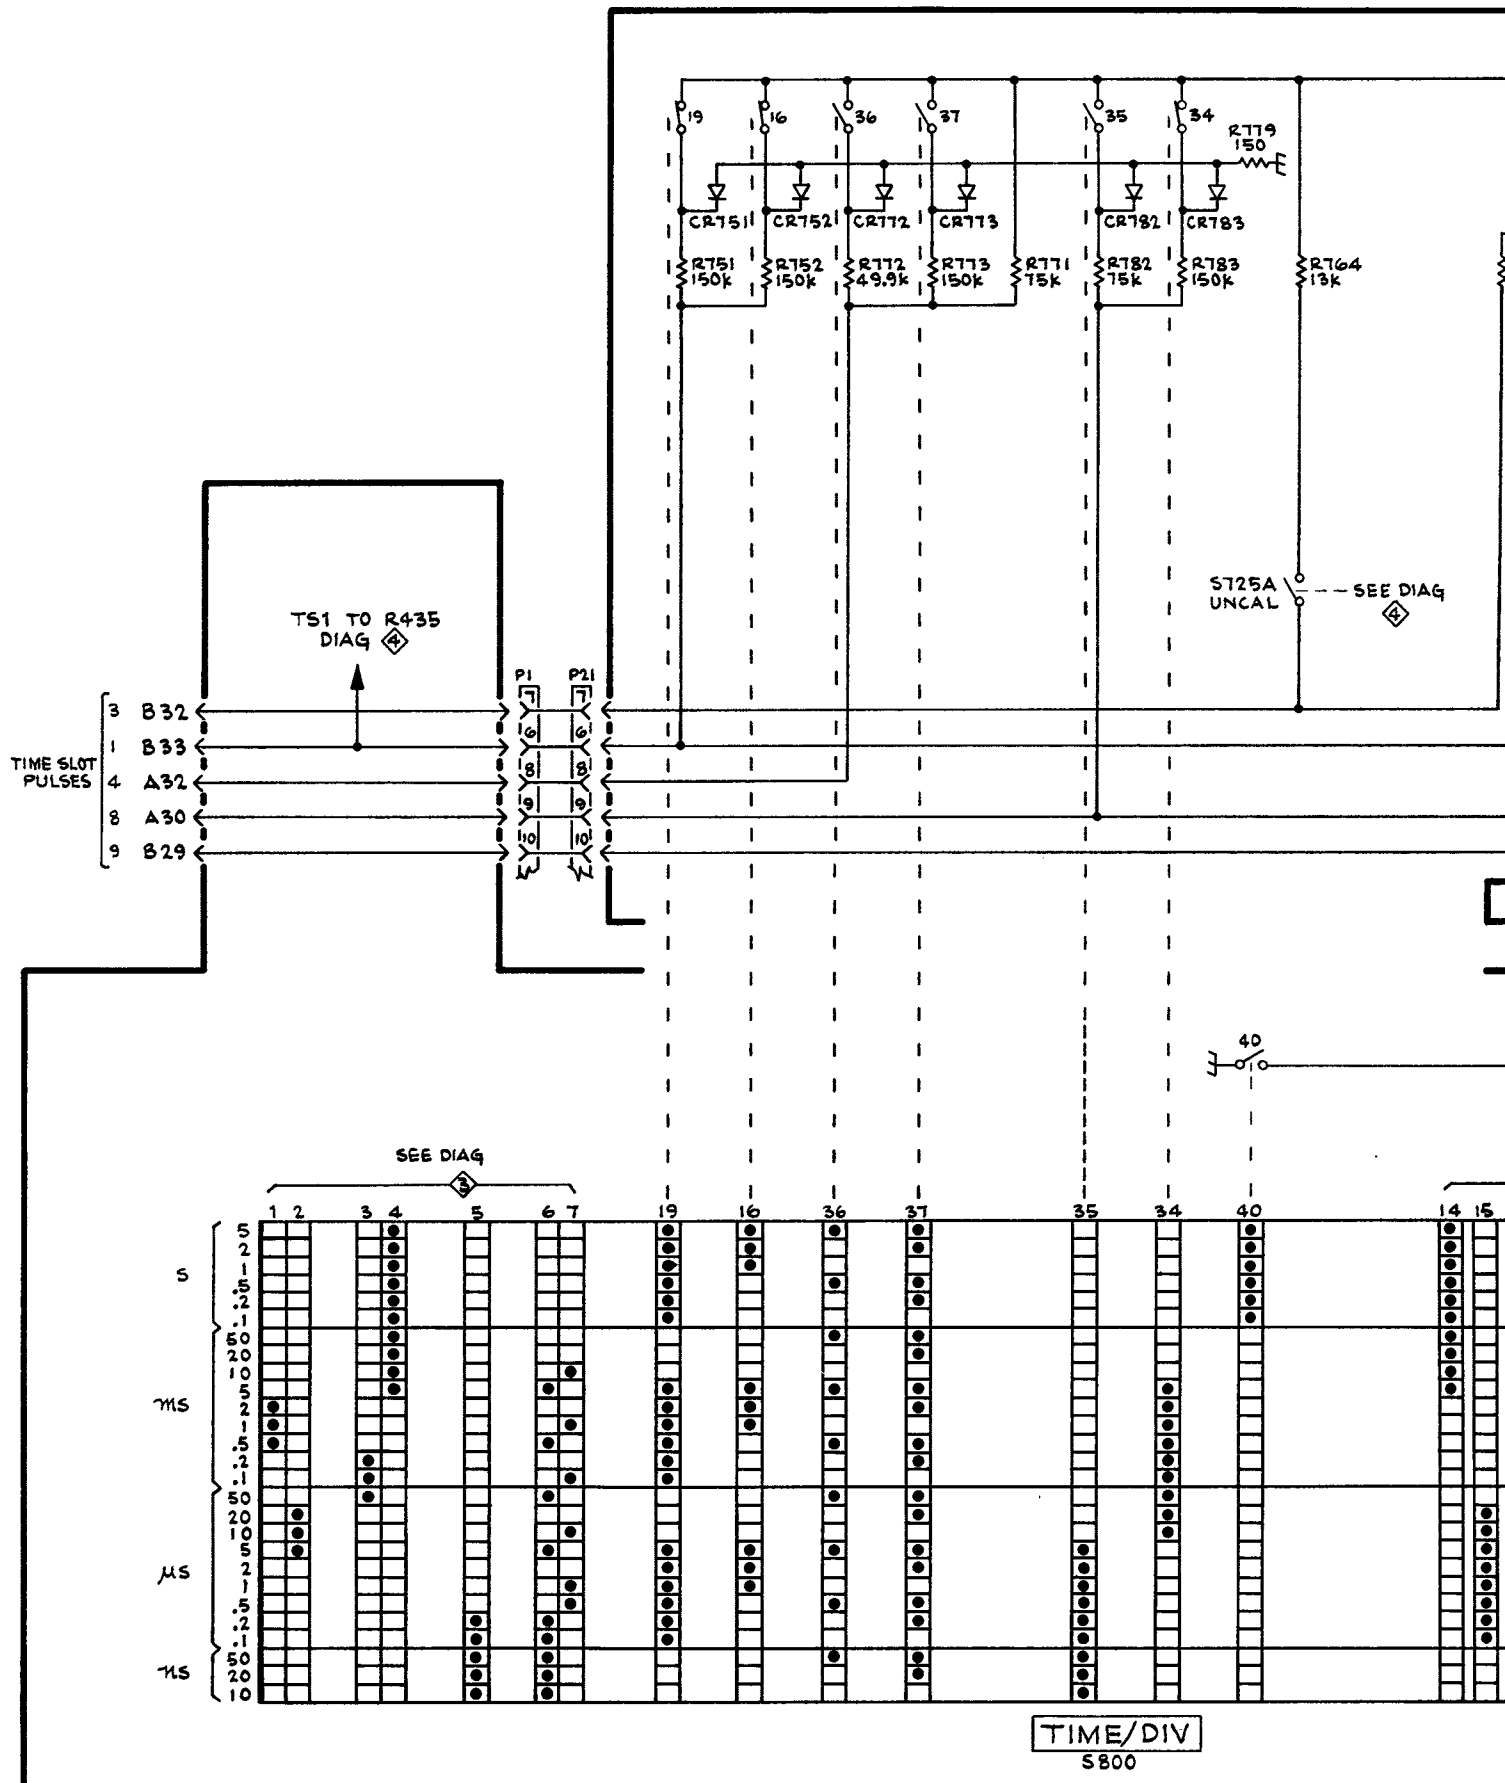 19 16 36 37 35 34
R779
150
CR751 CR752 CR772 CR773 CR782 CR783
R751 R752 R772 R773 R771 R782 R783 R764
150K 150K 49.9K 150K 75K 75K 150K 13K
S725A
UNCAL
SEE DIAG
4
TS1 TO R435
DIAG 4
P1 P21
TIME SLOT
PULSES
3 B32 7 7
1 B33 6 6
4 A32 8 8
8 A30 9 9
9 B29 10 10
40
SEE DIAG
3
1 2 3 4 5 6 7 19 16 36 37 35 34 40 14 15
S
5
2
1
.5
.2
.1
mS
50
20
10
5
2
1
.5
.2
.1
µS
50
20
10
5
2
1
.5
.2
.1
nS
50
20
10
TIME/DIV
S800